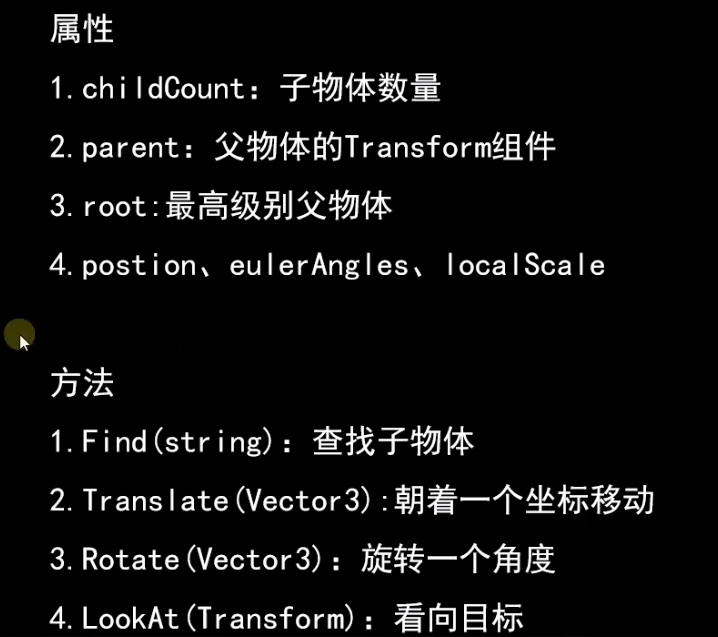 属性
1.childCount：子物体数量
2.parent：父物体的Transform组件
3.root:最高级别父物体
4.postion、eulerAngles、localScale
方法
1.Find(string)：查找子物体
2.Translate(Vector3):朝着一个坐标移动
3.Rotate(Vector3)：旋转一个角度
4.LookAt(Transform)：看向目标